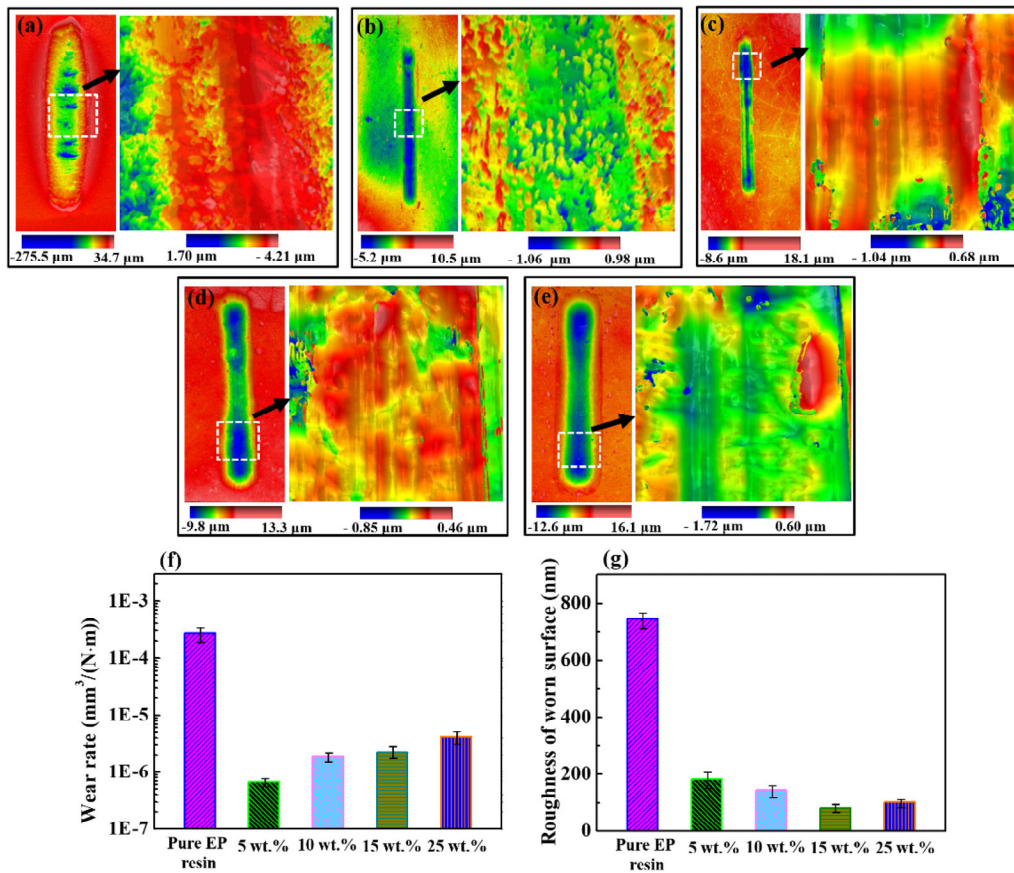 (a)
-275.5 µm 34.7 µm 1.70 µm - 4.21 µm
(b)
-5.2 µm 10.5 µm - 1.06 µm 0.98 µm
(c)
-8.6 µm 18.1 µm - 1.04 µm 0.68 µm
(d)
-9.8 µm 13.3 µm - 0.85 µm 0.46 µm
(e)
-12.6 µm 16.1 µm - 1.72 µm 0.60 µm
(f)
Wear rate (mm³/(N·m))
1E-3
1E-4
1E-5
1E-6
1E-7
Pure EP resin
5 wt.% 10 wt.% 15 wt.% 25 wt.%
(g)
Roughness of worn surface (nm)
800
600
400
200
0
Pure EP resin
5 wt.% 10 wt.% 15 wt.% 25 wt.%